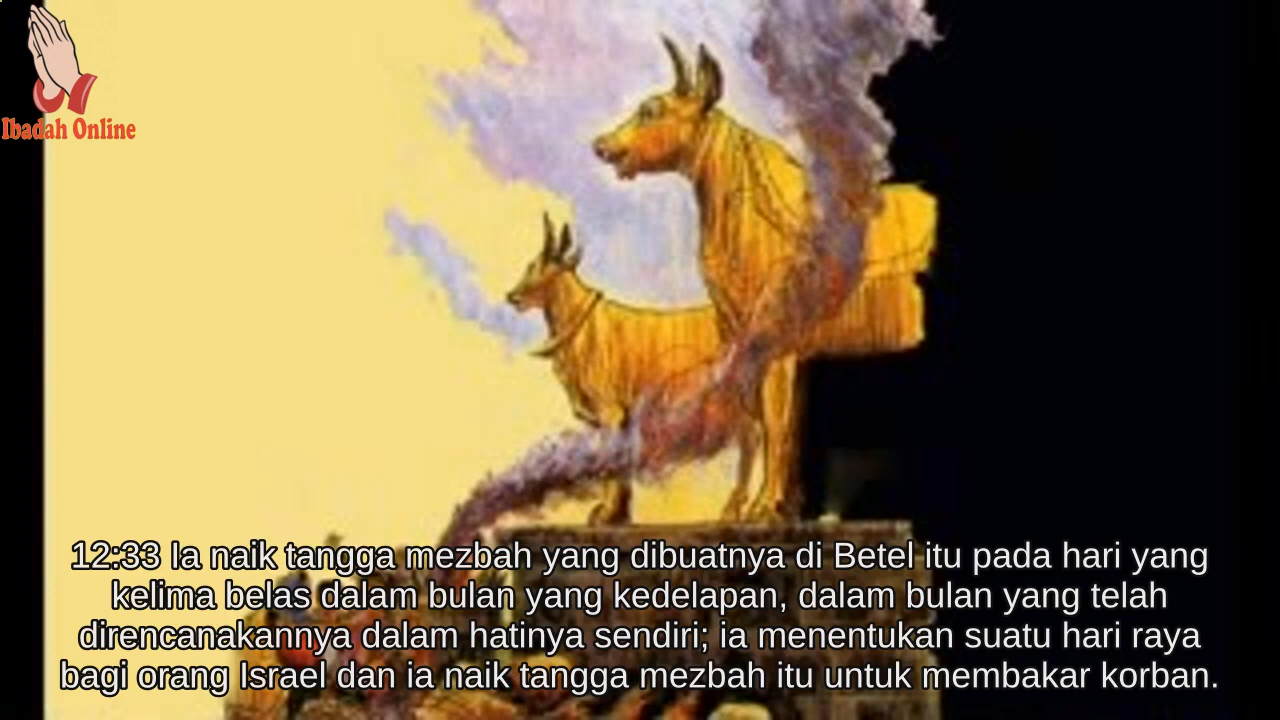 Ibadah Online
12:33 Ia naik tangga mezbah yang dibuatnya di Betel itu pada hari yang
kelima belas dalam bulan yang kedelapan, dalam bulan yang telah
direncanakannya dalam hatinya sendiri; ia menentukan suatu hari raya
bagi orang Israel dan ia naik tangga mezbah itu untuk membakar korban.